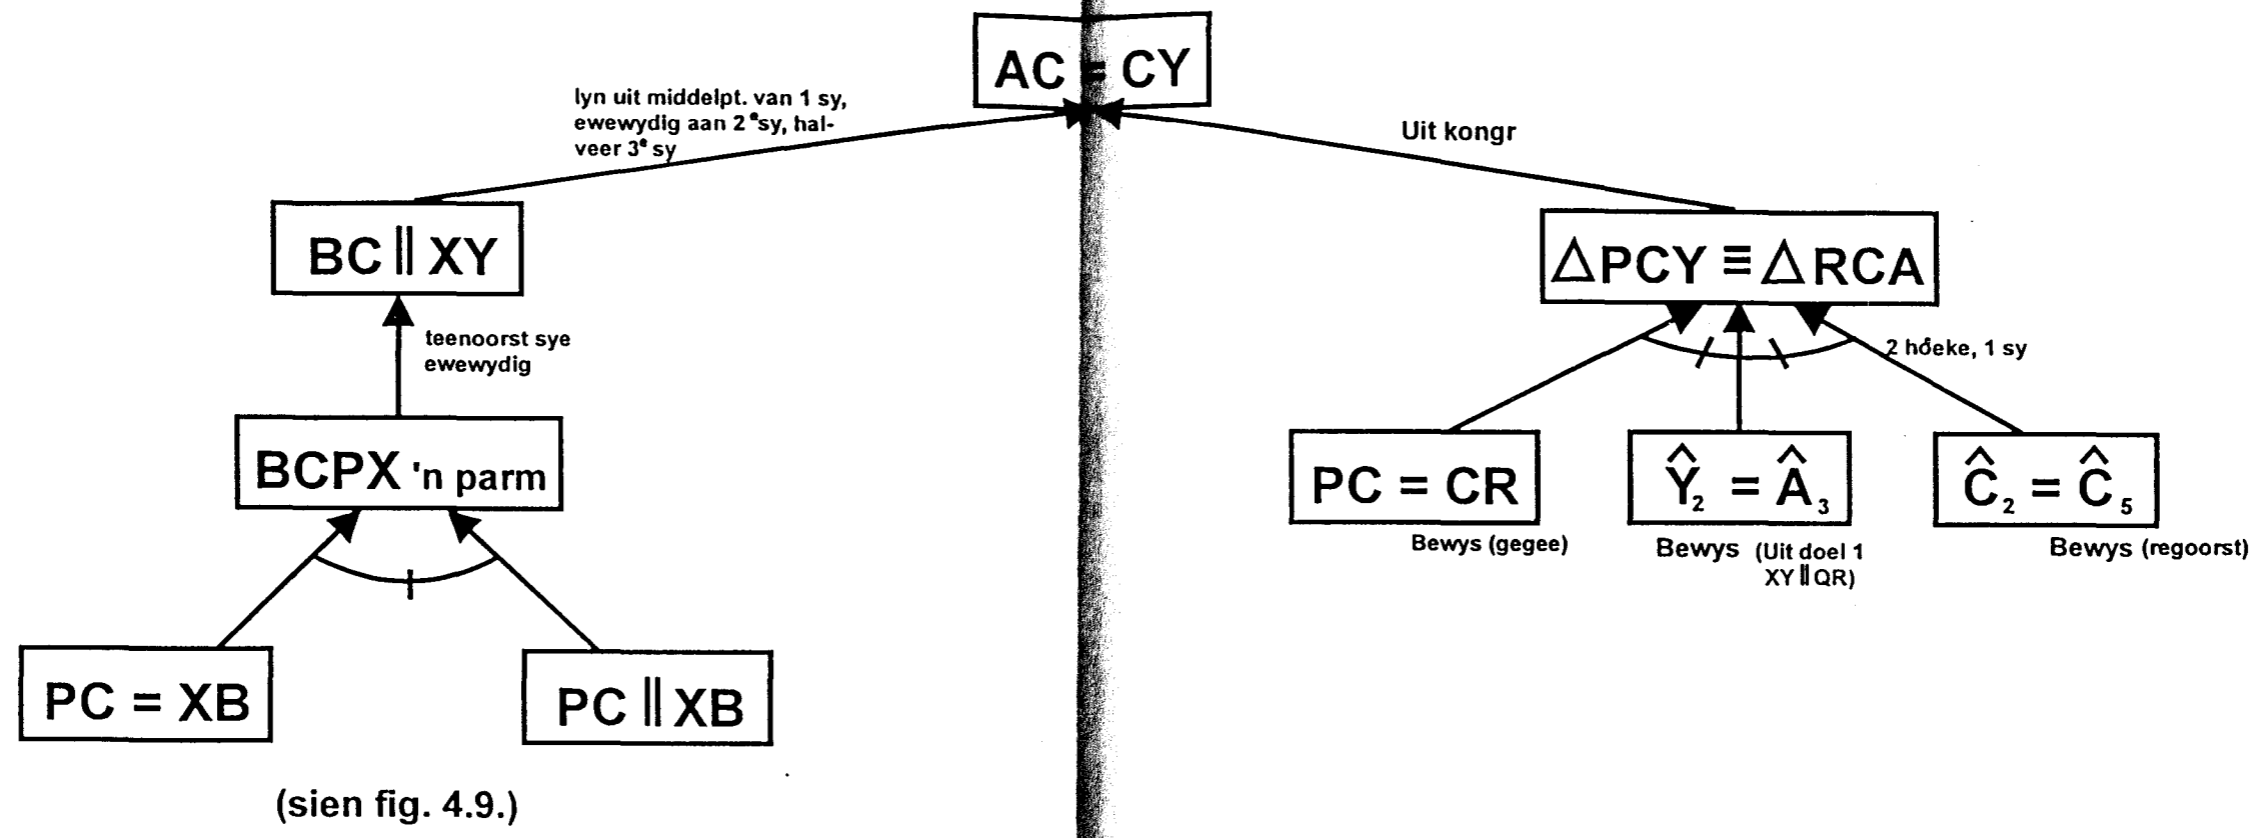 AC = CY
lyn uit middelpt. van 1 sy,
ewewydig aan 2ᵉ sy, hal-
veer 3ᵉ sy
Uit kongr
BC ∥ XY
△PCY ≡ △RCA
teenoorst sye
ewewydig
2 hoeke, 1 sy
BCPX 'n parm
PC = CR
Ŷ₂ = Â₃
Ĉ₂ = Ĉ₅
Bewys (gegee)
Bewys (Uit doel 1
XY ∥ QR)
Bewys (regoorst)
PC = XB
PC ∥ XB
(sien fig. 4.9.)